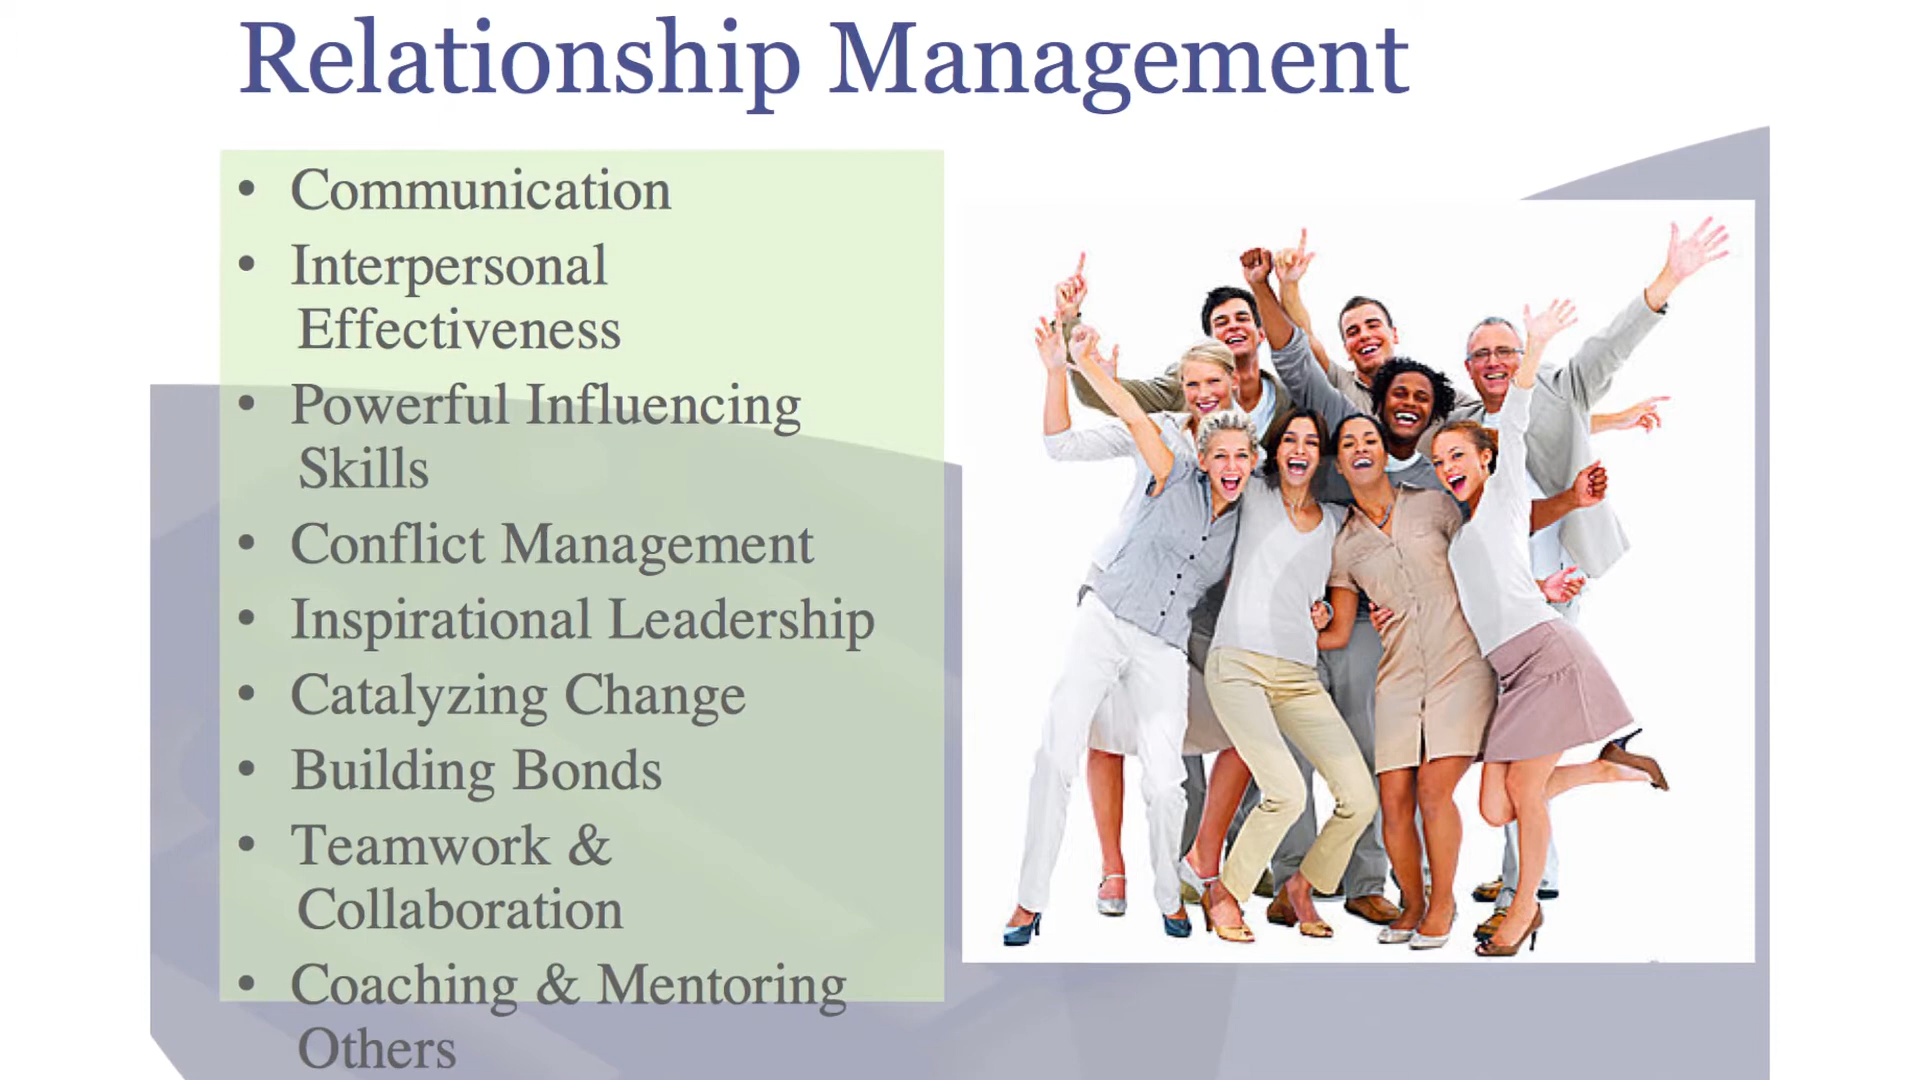 Relationship Management
• Communication
• Interpersonal
Effectiveness
• Powerful Influencing
Skills
• Conflict Management
• Inspirational Leadership
• Catalyzing Change
• Building Bonds
• Teamwork &
Collaboration
• Coaching & Mentoring
Others